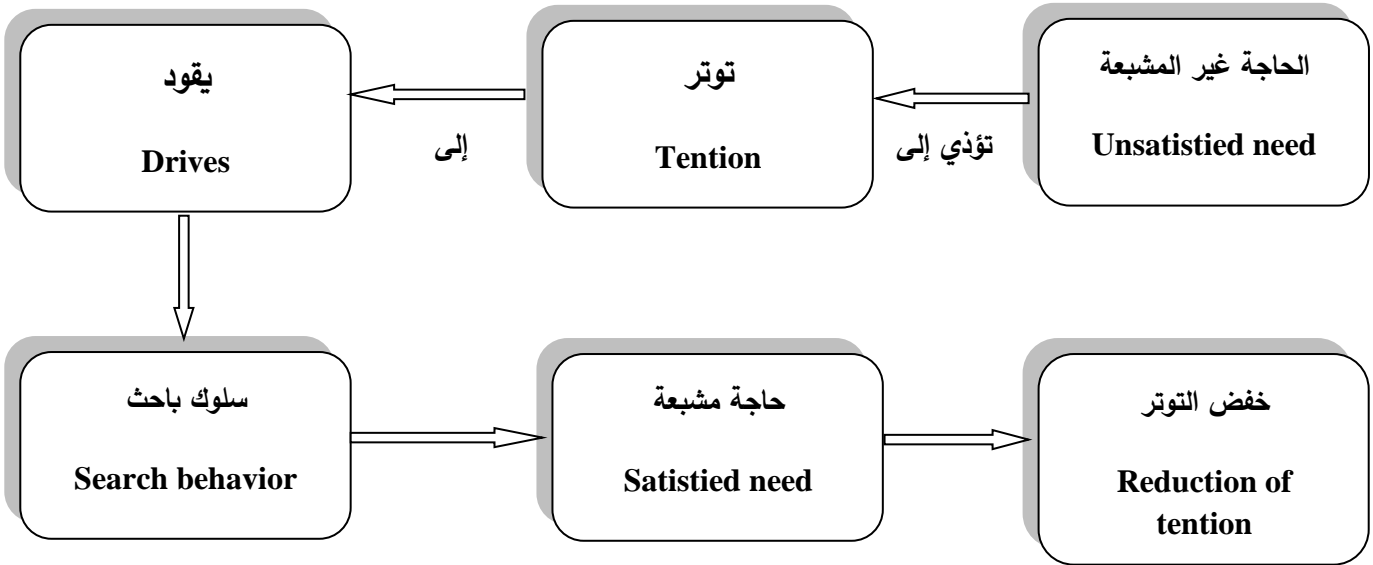 الحاجة غير المشبعة
Unsatistied need
تؤذي إلى
توتر
Tention
إلى
يقود
Drives
سلوك باحث
Search behavior
حاجة مشبعة
Satistied need
خفض التوتر
Reduction of
tention